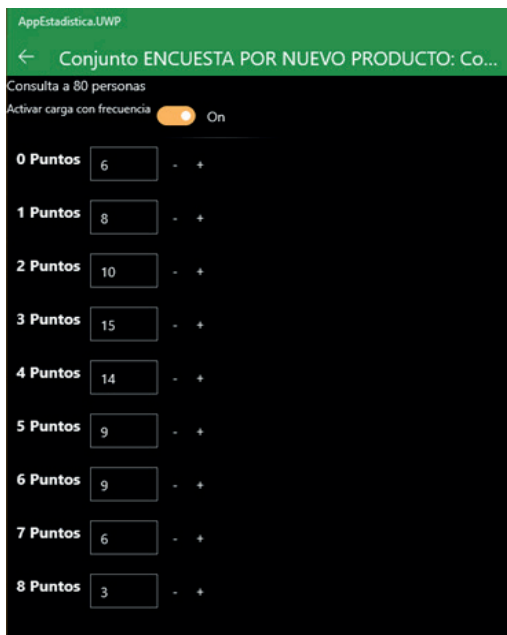 AppEstadistica.UWP
← Conjunto ENCUESTA POR NUEVO PRODUCTO: Co...
Consulta a 80 personas
Activar carga con frecuencia On
0 Puntos 6 - +
1 Puntos 8 - +
2 Puntos 10 - +
3 Puntos 15 - +
4 Puntos 14 - +
5 Puntos 9 - +
6 Puntos 9 - +
7 Puntos 6 - +
8 Puntos 3 - +